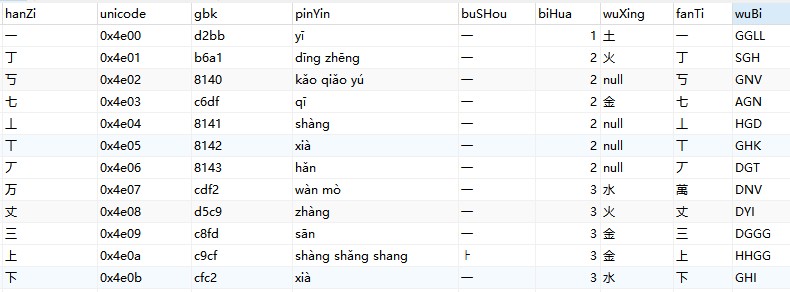 hanZi unicode gbk pinYin buSHou biHua wuXing fanTi wuBi
一 0x4e00 d2bb yī 一 1 土 一 GGLL
丁 0x4e01 b6a1 dīng zhēng 一 2 火 丁 SGH
丂 0x4e02 8140 kǎo qiǎo yú 一 2 null 丂 GNV
七 0x4e03 c6df qī 一 2 金 七 AGN
丄 0x4e04 8141 shàng 一 2 null 丄 HGD
丅 0x4e05 8142 xià 一 2 null 丅 GHK
丆 0x4e06 8143 hǎn 一 2 null 丆 DGT
万 0x4e07 cdf2 wàn mò 一 3 水 萬 DNV
丈 0x4e08 d5c9 zhàng 一 3 火 丈 DYI
三 0x4e09 c8fd sān 一 3 金 三 DGGG
上 0x4e0a c9cf shàng shǎng shang ⺊ 3 金 上 HHGG
下 0x4e0b cfc2 xià 一 3 水 下 GHI